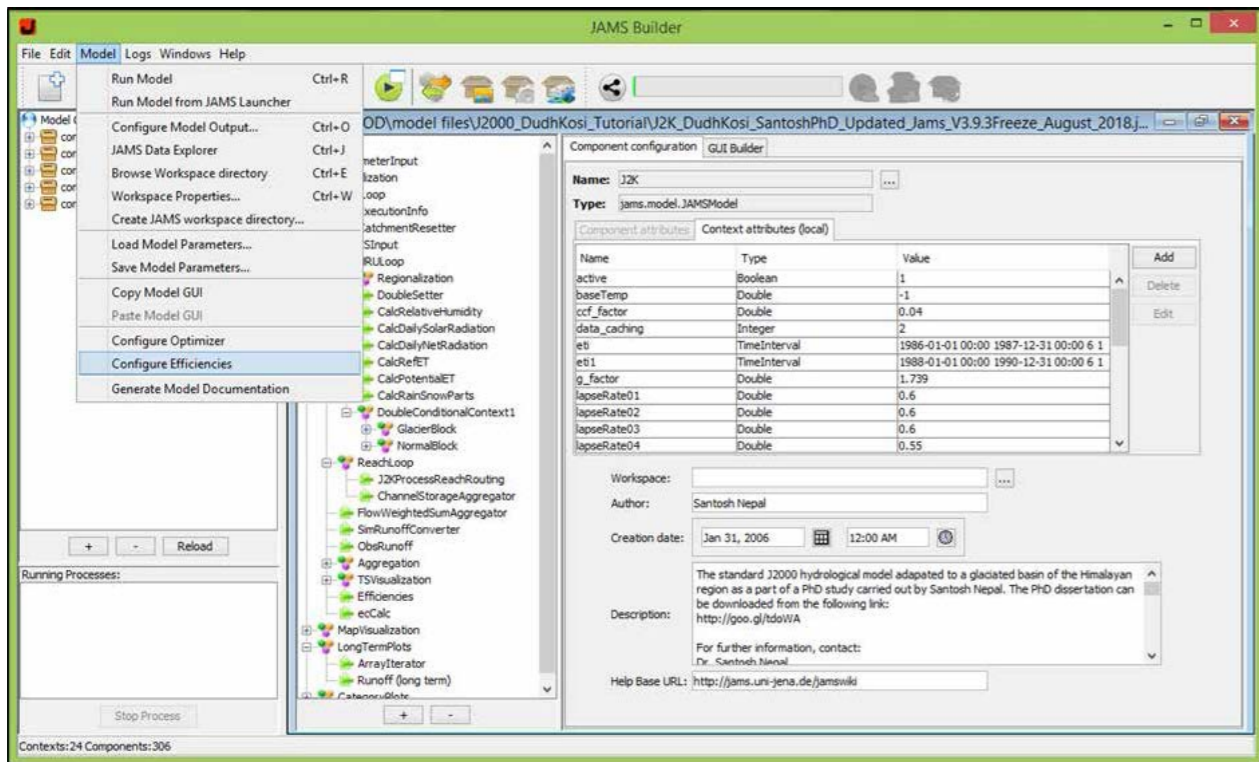 JAMS Builder
File Edit Model Logs Windows Help
Run Model Ctrl+R
Run Model from JAMS Launcher
Configure Model Output... Ctrl+O
JAMS Data Explorer Ctrl+J
Browse Workspace directory Ctrl+E
Workspace Properties... Ctrl+W
Create JAMS workspace directory...
Load Model Parameters...
Save Model Parameters...
Copy Model GUI
Paste Model GUI
Configure Optimizer
Configure Efficiencies
Generate Model Documentation
Model
OD\model files\J2000_DudhKosi_Tutorial\J2K_DudhKosi_SantoshPhD_Updated_Jams_V3.9.3Freeze_August_2018.j...
con
con
con
con
con
meterInput
lization
oop
xecutionInfo
atchmentResetter
SInput
RULoop
Regionalization
DoubleSetter
CalcRelativeHumidity
CalcDailySolarRadiation
CalcDailyNetRadiation
CalcRefET
CalcPotentialET
CalcRainSnowParts
DoubleConditionalContext1
GlacierBlock
NormalBlock
ReachLoop
J2KProcessReachRouting
ChannelStorageAggregator
FlowWeightedSumAggregator
SimRunoffConverter
ObsRunoff
Aggregation
TSVisualization
Efficiencies
ecCalc
MapVisualization
LongTermPlots
ArrayIterator
Runoff (long term)
CategoryPlots
+ -
+ - Reload
Running Processes:
Stop Process
Contexts:24 Components:306
Component configuration GUI Builder
Name: J2K ...
Type: jams.model.JAMSModel
Component attributes Context attributes (local)
Name Type Value
active Boolean 1
baseTemp Double -1
ccf_factor Double 0.04
data_caching Integer 2
eti TimeInterval 1986-01-01 00:00 1987-12-31 00:00 6 1
eti1 TimeInterval 1988-01-01 00:00 1990-12-31 00:00 6 1
g_factor Double 1.739
lapseRate01 Double 0.6
lapseRate02 Double 0.6
lapseRate03 Double 0.6
lapseRate04 Double 0.55
Add
Delete
Edit
Workspace: ...
Author: Santosh Nepal
Creation date: Jan 31, 2006 12:00 AM
Description:
The standard J2000 hydrological model adapated to a glaciated basin of the Himalayan
region as a part of a PhD study carried out by Santosh Nepal. The PhD dissertation can
be downloaded from the following link:
http://goo.gl/tdoWA
For further information, contact:
Dr. Santosh Nepal
Help Base URL: http://jams.uni-jena.de/jamswiki